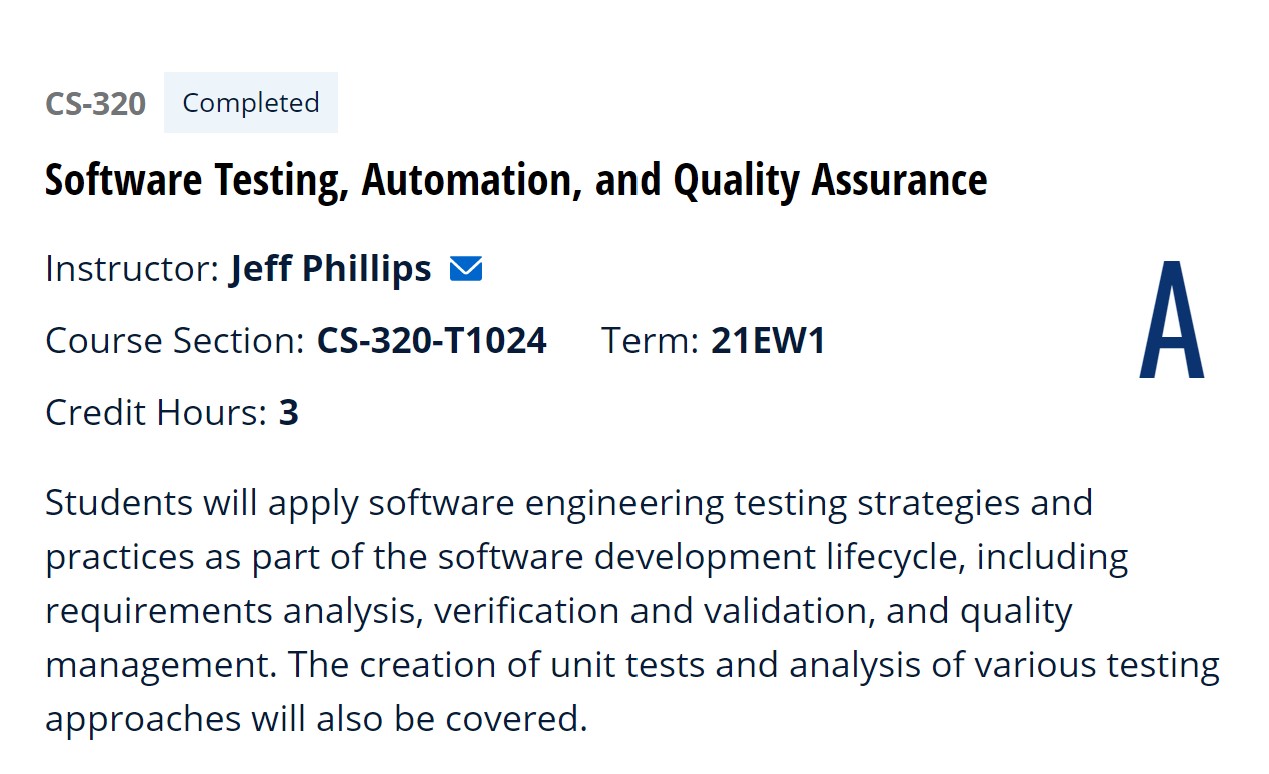 CS-320 Completed
Software Testing, Automation, and Quality Assurance
Instructor: Jeff Phillips
Course Section: CS-320-T1024 Term: 21EW1
A
Credit Hours: 3
Students will apply software engineering testing strategies and
practices as part of the software development lifecycle, including
requirements analysis, verification and validation, and quality
management. The creation of unit tests and analysis of various testing
approaches will also be covered.